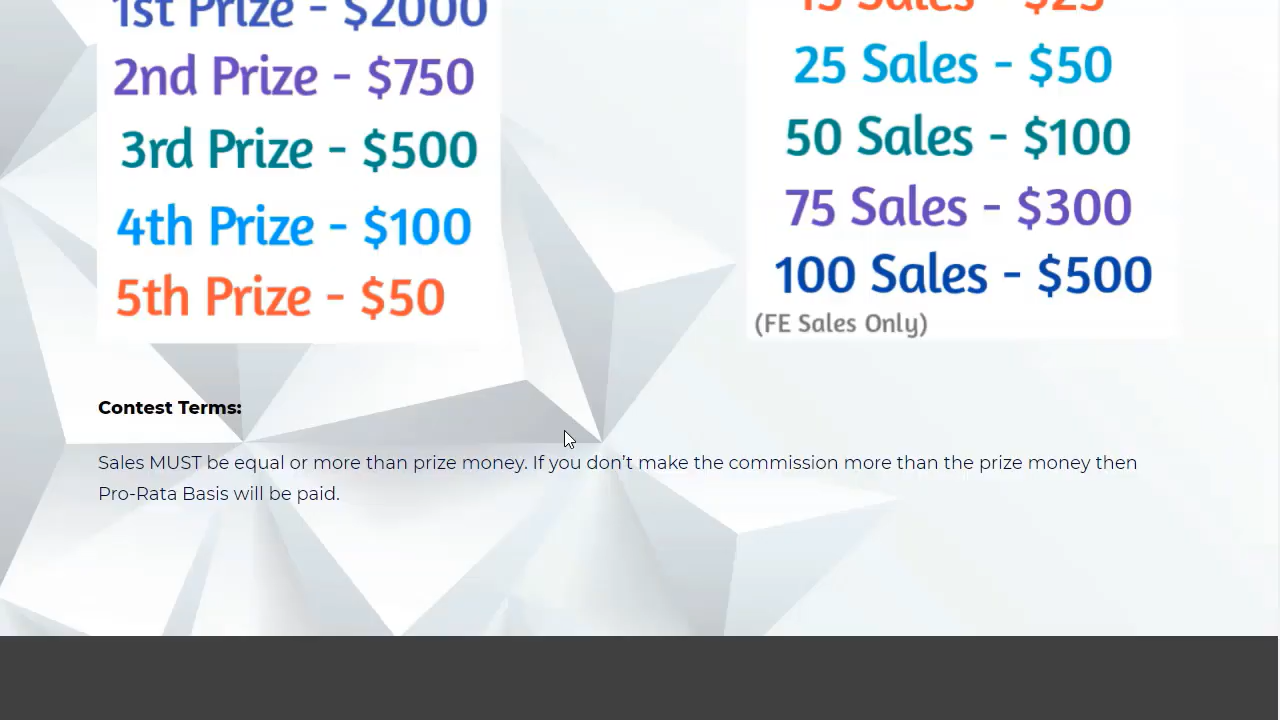 1st Prize - $2000
2nd Prize - $750
3rd Prize - $500
4th Prize - $100
5th Prize - $50
15 Sales - $25
25 Sales - $50
50 Sales - $100
75 Sales - $300
100 Sales - $500
(FE Sales Only)
Contest Terms:
Sales MUST be equal or more than prize money. If you don’t make the commission more than the prize money then
Pro-Rata Basis will be paid.